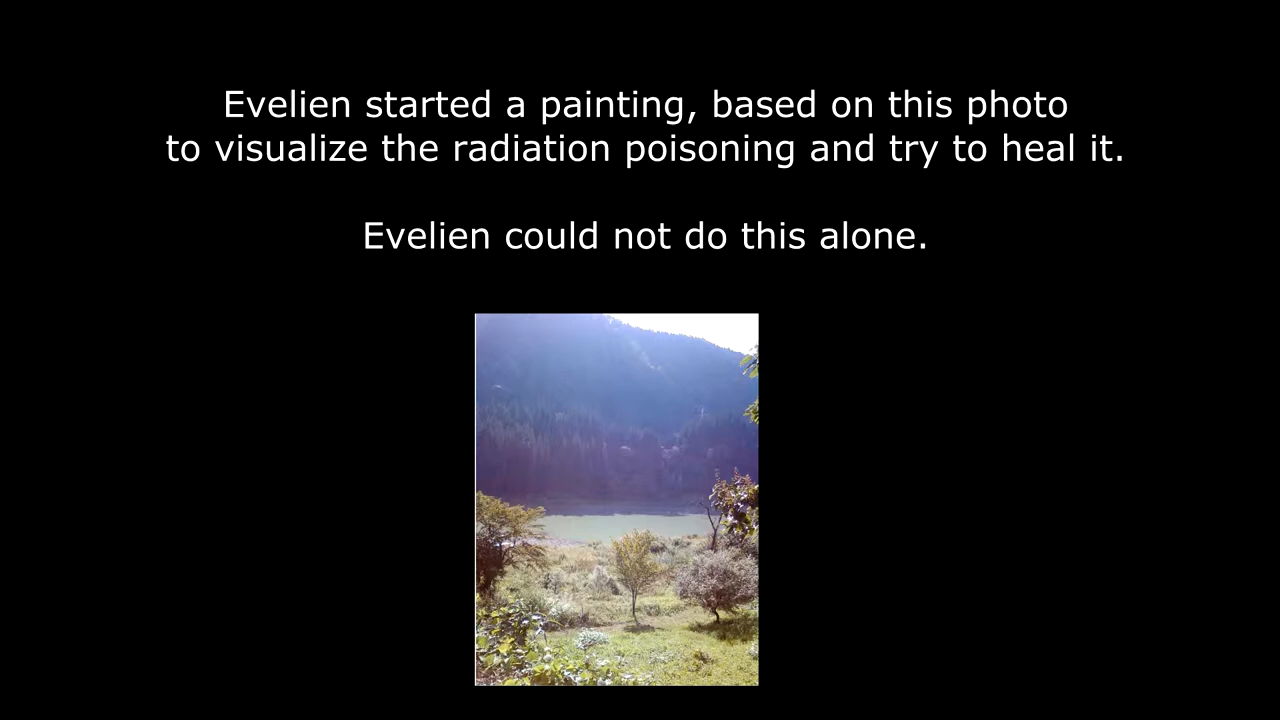 Evelien started a painting, based on this photo
to visualize the radiation poisoning and try to heal it.
Evelien could not do this alone.